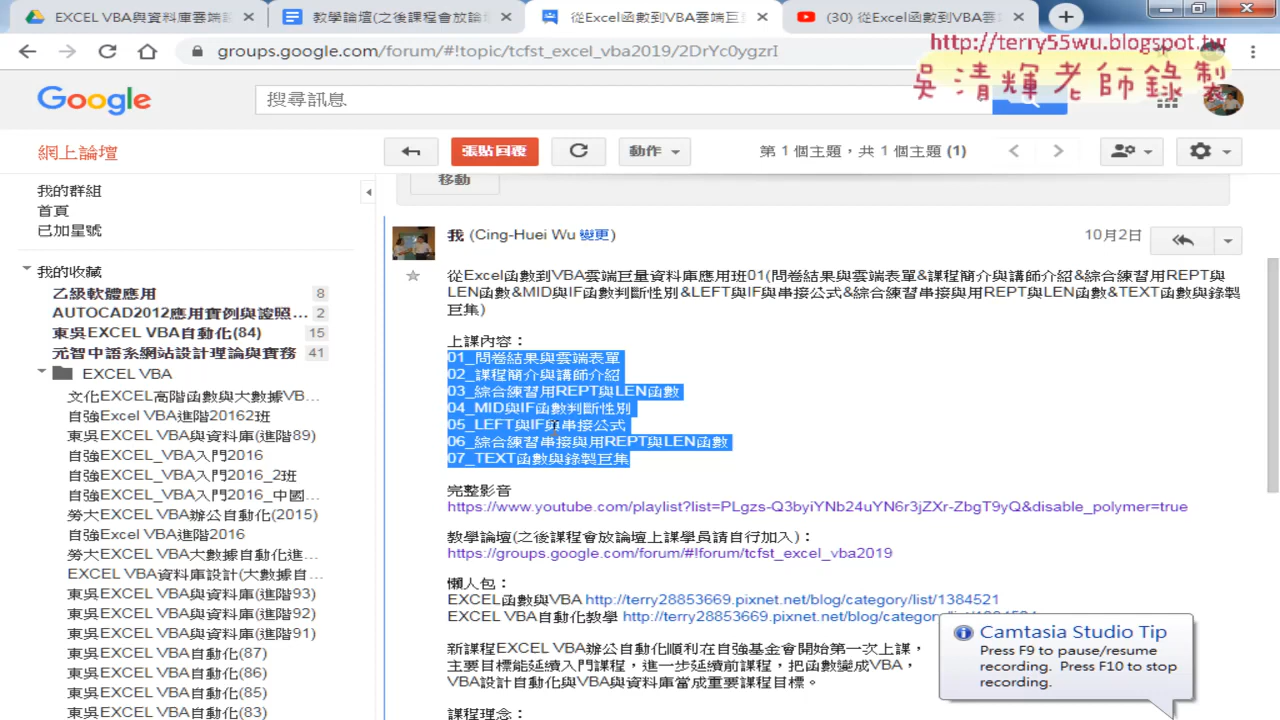 EXCEL VBA與資料庫雲端
教學論壇(之後課程會放論
從Excel函數到VBA雲端巨
(30) 從Excel函數到VBA雲
groups.google.com/forum/#!topic/tcfst_excel_vba2019/2DrYc0ygzrI
http://terry55wu.blogspot.tw
吳清輝老師錄製
Google
搜尋訊息
網上論壇
張貼回覆
動作
第 1 個主題，共 1 個主題 (1)
移動
我的群組
首頁
已加星號
我的收藏
乙級軟體應用 8
AUTOCAD2012應用實例與證照... 2
東吳EXCEL VBA自動化(84) 15
元智中語系網站設計理論與實務 41
EXCEL VBA
文化EXCEL高階函數與大數據VB...
自強Excel VBA進階20162班
東吳EXCEL VBA與資料庫(進階89)
自強EXCEL_VBA入門2016
自強EXCEL_VBA入門2016_2班
自強EXCEL_VBA入門2016_中國...
勞大EXCEL VBA辦公自動化(2015)
自強Excel VBA進階2016
勞大EXCEL VBA大數據自動化進...
EXCEL VBA資料庫設計(大數據自...
東吳EXCEL VBA與資料庫(進階93)
東吳EXCEL VBA與資料庫(進階92)
東吳EXCEL VBA與資料庫(進階91)
東吳EXCEL VBA自動化(87)
東吳EXCEL VBA自動化(86)
東吳EXCEL VBA自動化(85)
東吳EXCEL VBA自動化(83)
我 (Cing-Huei Wu 變更)
10月2日
從Excel函數到VBA雲端巨量資料庫應用班01(問卷結果與雲端表單&課程簡介與講師介紹&綜合練習用REPT與
LEN函數&MID與IF函數判斷性別&LEFT與IF與串接公式&綜合練習串接與用REPT與LEN函數&TEXT函數與錄製
巨集)
上課內容：
01_問卷結果與雲端表單
02_課程簡介與講師介紹
03_綜合練習用REPT與LEN函數
04_MID與IF函數判斷性別
05_LEFT與IF與串接公式
06_綜合練習串接與用REPT與LEN函數
07_TEXT函數與錄製巨集
完整影音
https://www.youtube.com/playlist?list=PLgzs-Q3byiYNb24uYN6r3jZXr-ZbgT9yQ&disable_polymer=true
教學論壇(之後課程會放論壇上課學員請自行加入)：
https://groups.google.com/forum/#!forum/tcfst_excel_vba2019
懶人包：
EXCEL函數與VBA http://terry28853669.pixnet.net/blog/category/list/1384521
EXCEL VBA自動化教學 http://terry28853669.pixnet.net/blog/category
新課程EXCEL VBA辦公自動化順利在自強基金會開始第一次上課，
主要目標能延續入門課程，進一步延續前課程，把函數變成VBA，
VBA設計自動化與VBA與資料庫當成重要課程目標。
課程理念：
Camtasia Studio Tip
Press F9 to pause/resume
recording. Press F10 to stop
recording.